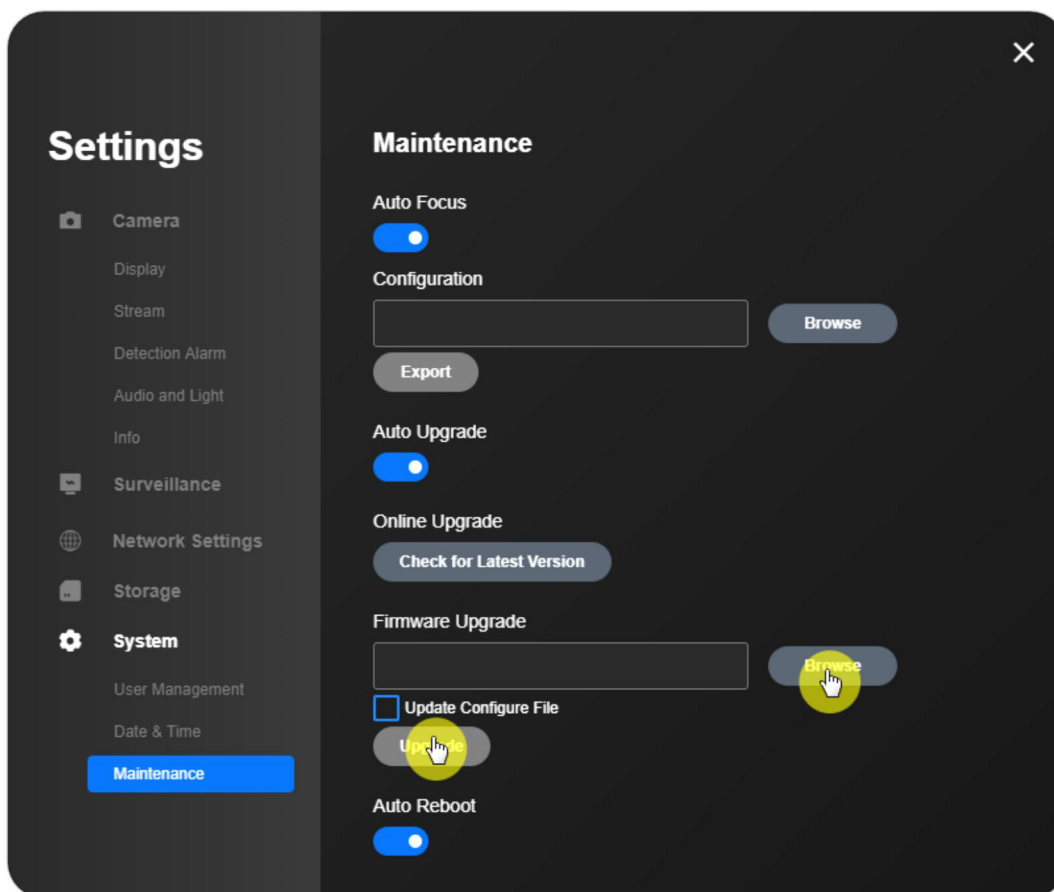 Settings
Camera
Display
Stream
Detection Alarm
Audio and Light
Info
Surveillance
Network Settings
Storage
System
User Management
Date & Time
Maintenance
Maintenance
Auto Focus
Configuration
Browse
Export
Auto Upgrade
Online Upgrade
Check for Latest Version
Firmware Upgrade
Browse
Update Configure File
Upgrade
Auto Reboot